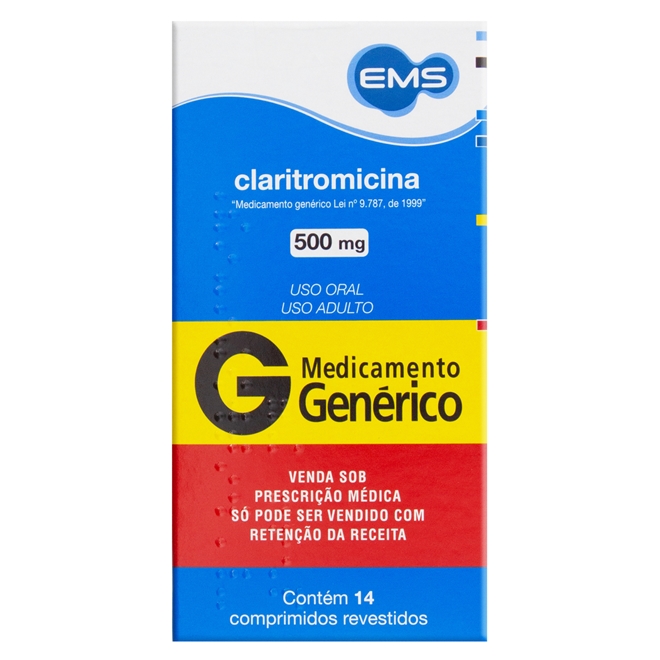 EMS
claritromicina
"Medicamento genérico Lei nº 9.787, de 1999"
500 mg
USO ORAL
USO ADULTO
G Medicamento
Genérico
VENDA SOB
PRESCRIÇÃO MÉDICA
SÓ PODE SER VENDIDO COM
RETENÇÃO DA RECEITA
Contém 14
comprimidos revestidos